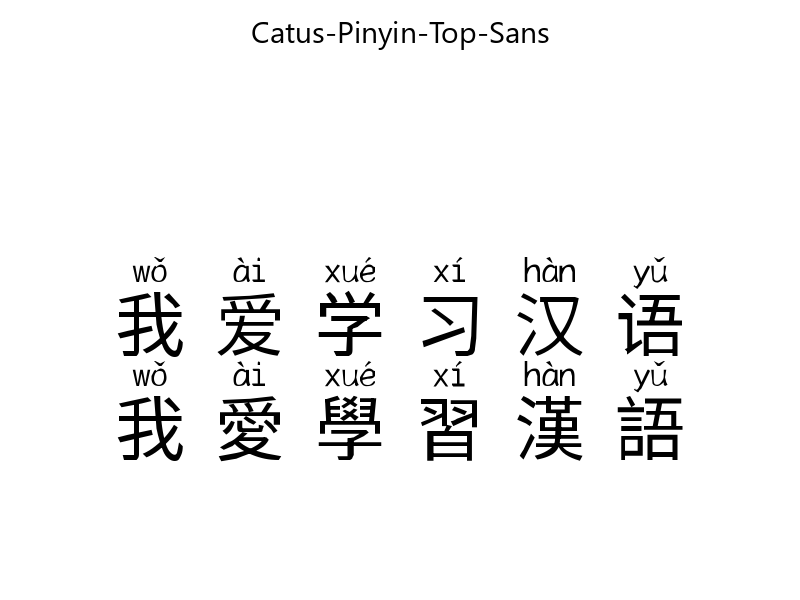 Catus-Pinyin-Top-Sans
wǒ ài xué xí hàn yǔ
我 爱 学 习 汉 语
wǒ ài xué xí hàn yǔ
我 愛 學 習 漢 語